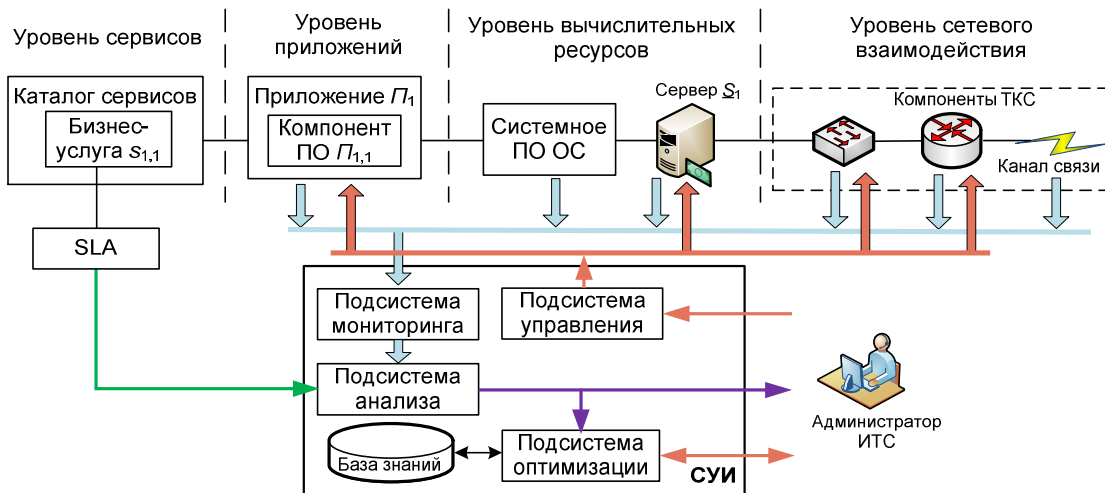 Уровень сервисов
Уровень
приложений
Уровень вычислительных
ресурсов
Уровень сетевого
взаимодействия
Каталог сервисов
Бизнес-
услуга s1,1
Приложение П1
Компонент
ПО П1,1
Системное
ПО ОС
Сервер S1
Компоненты ТКС
Канал связи
SLA
Подсистема
мониторинга
Подсистема
управления
Подсистема
анализа
База знаний
Подсистема
оптимизации
СУИ
Администратор
ИТС